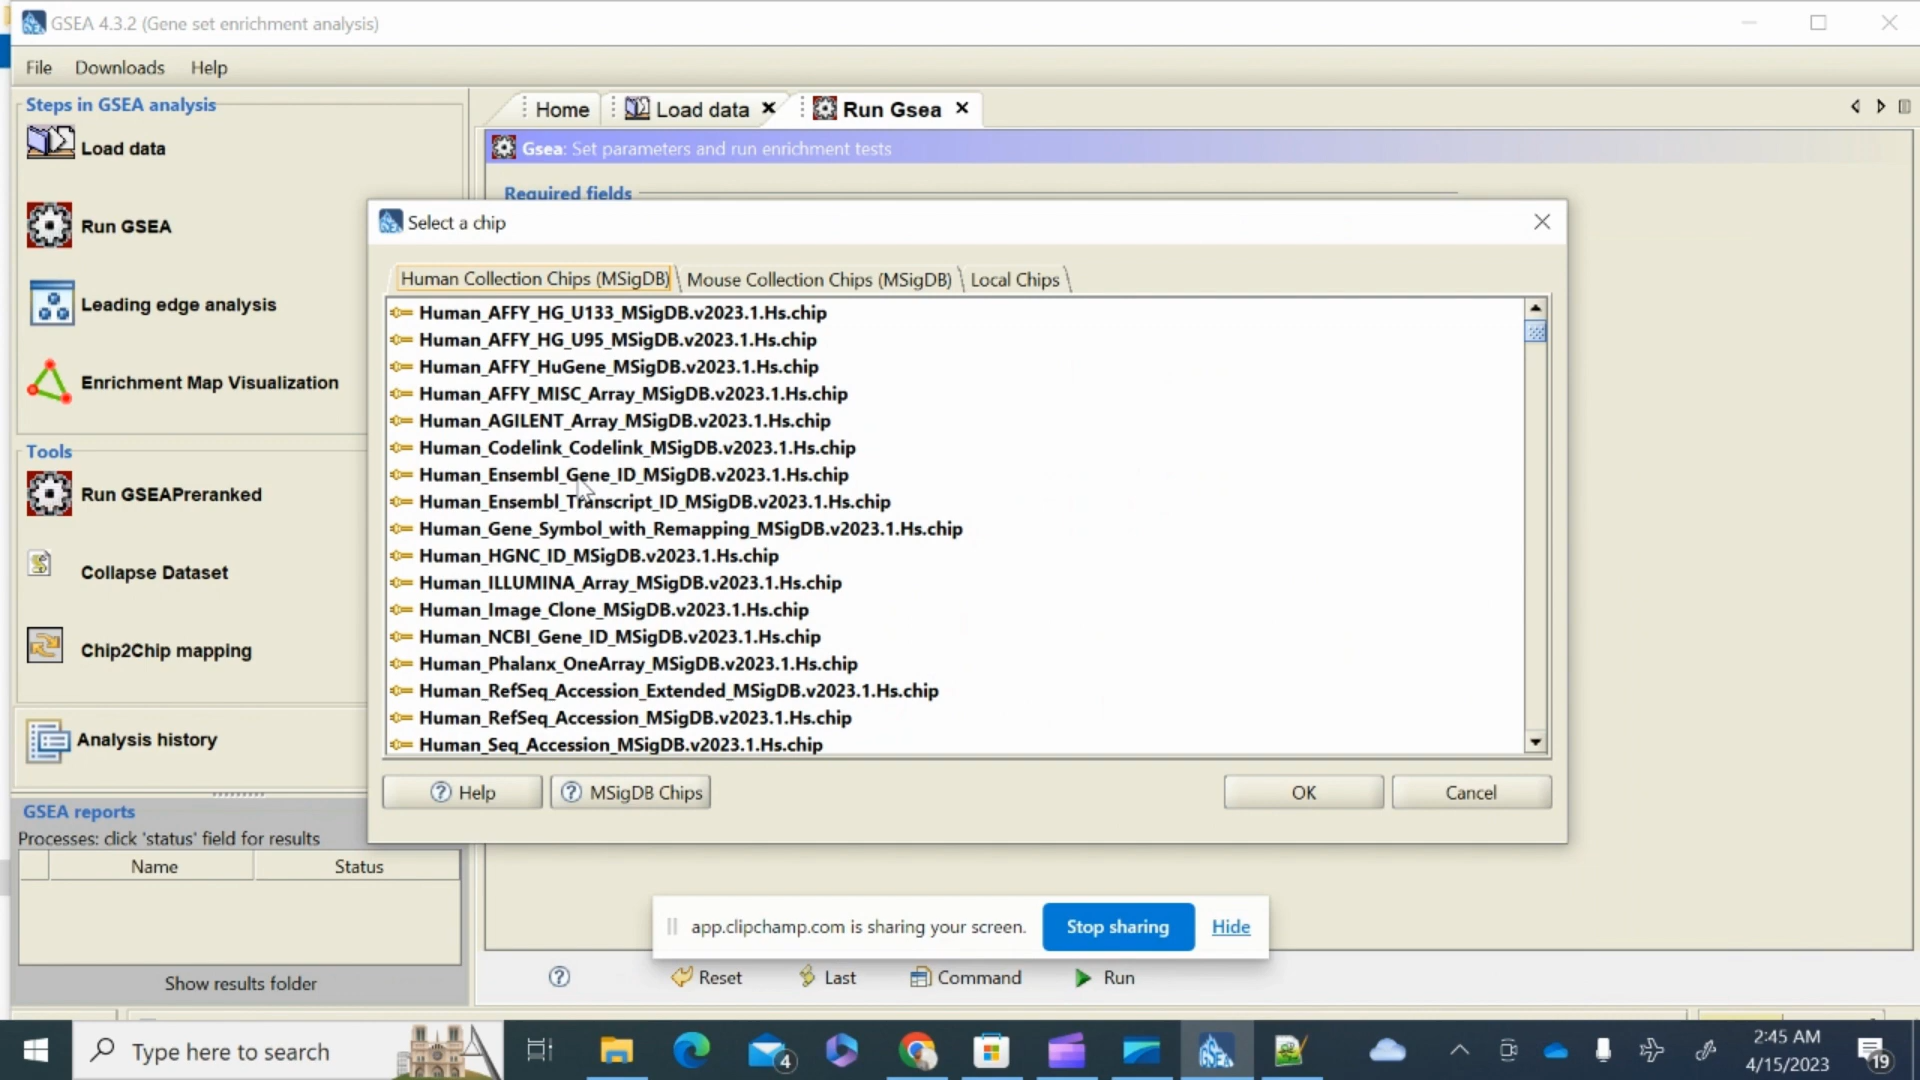 GSEA 4.3.2 (Gene set enrichment analysis)
File Downloads Help
Steps in GSEA analysis
Load data
Run GSEA
Leading edge analysis
Enrichment Map Visualization
Tools
Run GSEAPreranked
Collapse Dataset
Chip2Chip mapping
Analysis history
GSEA reports
Processes: click 'status' field for results
Name Status
Show results folder
Home Load data Run Gsea
Gsea: Set parameters and run enrichment tests
Required fields
Select a chip
Human Collection Chips (MSigDB) Mouse Collection Chips (MSigDB) Local Chips
Human_AFFY_HG_U133_MSigDB.v2023.1.Hs.chip
Human_AFFY_HG_U95_MSigDB.v2023.1.Hs.chip
Human_AFFY_HuGene_MSigDB.v2023.1.Hs.chip
Human_AFFY_MISC_Array_MSigDB.v2023.1.Hs.chip
Human_AGILENT_Array_MSigDB.v2023.1.Hs.chip
Human_Codelink_Codelink_MSigDB.v2023.1.Hs.chip
Human_Ensembl_Gene_ID_MSigDB.v2023.1.Hs.chip
Human_Ensembl_Transcript_ID_MSigDB.v2023.1.Hs.chip
Human_Gene_Symbol_with_Remapping_MSigDB.v2023.1.Hs.chip
Human_HGNC_ID_MSigDB.v2023.1.Hs.chip
Human_ILLUMINA_Array_MSigDB.v2023.1.Hs.chip
Human_Image_Clone_MSigDB.v2023.1.Hs.chip
Human_NCBI_Gene_ID_MSigDB.v2023.1.Hs.chip
Human_Phalanx_OneArray_MSigDB.v2023.1.Hs.chip
Human_RefSeq_Accession_Extended_MSigDB.v2023.1.Hs.chip
Human_RefSeq_Accession_MSigDB.v2023.1.Hs.chip
Human_Seq_Accession_MSigDB.v2023.1.Hs.chip
Help MSigDB Chips OK Cancel
app.clipchamp.com is sharing your screen. Stop sharing Hide
Reset Last Command Run
Type here to search
4
GSEA
2:45 AM
4/15/2023
19